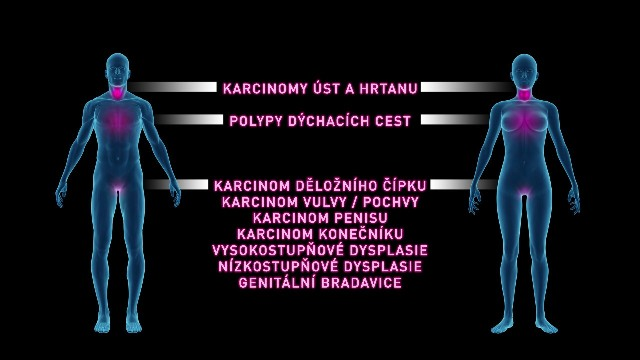 KARCINOMY ÚST A HRTANU
POLYPY DÝCHACÍCH CEST
KARCINOM DĚLOŽNÍHO ČÍPKU
KARCINOM VULVY / POCHVY
KARCINOM PENISU
KARCINOM KONEČNÍKU
VYSOKOSTUPŇOVÉ DYSPLASIE
NÍZKOSTUPŇOVÉ DYSPLASIE
GENITÁLNÍ BRADAVICE